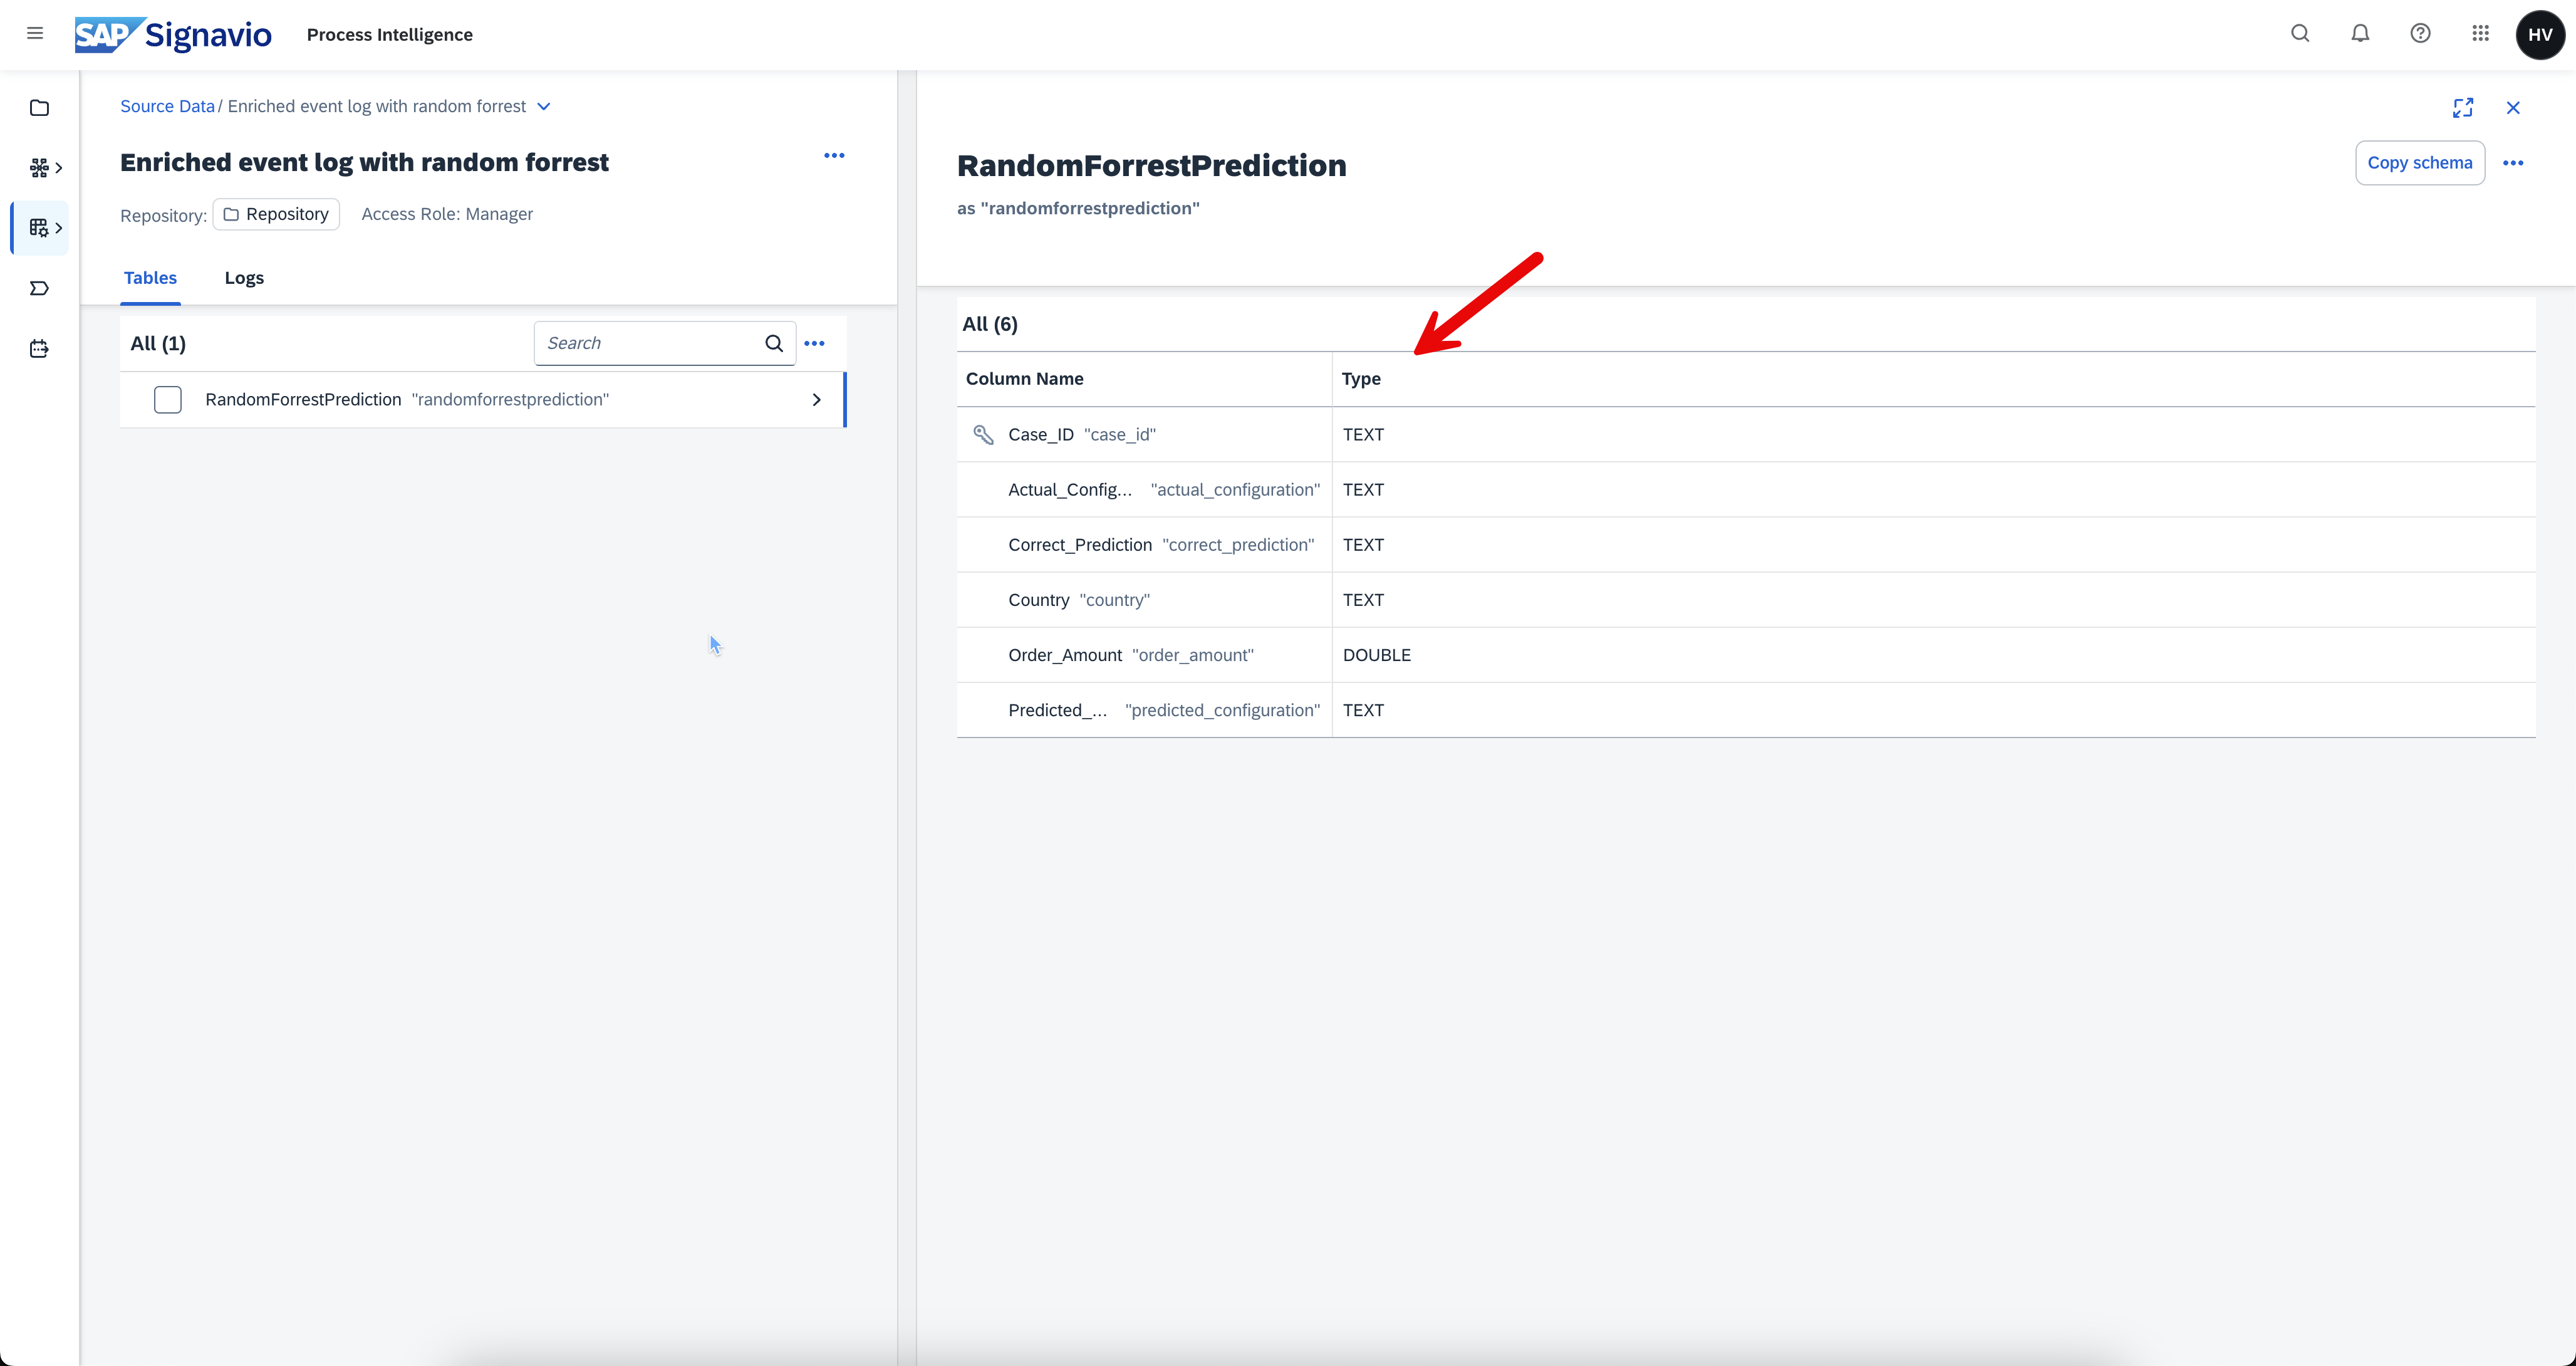 SAP Signavio Process Intelligence HV
Source Data / Enriched event log with random forrest
Enriched event log with random forrest
Repository: Repository Access Role: Manager
Tables Logs
All (1) Search
RandomForrestPrediction "randomforrestprediction"
RandomForrestPrediction Copy schema
as "randomforrestprediction"
All (6)
Column Name Type
Case_ID "case_id" TEXT
Actual_Config... "actual_configuration" TEXT
Correct_Prediction "correct_prediction" TEXT
Country "country" TEXT
Order_Amount "order_amount" DOUBLE
Predicted_... "predicted_configuration" TEXT